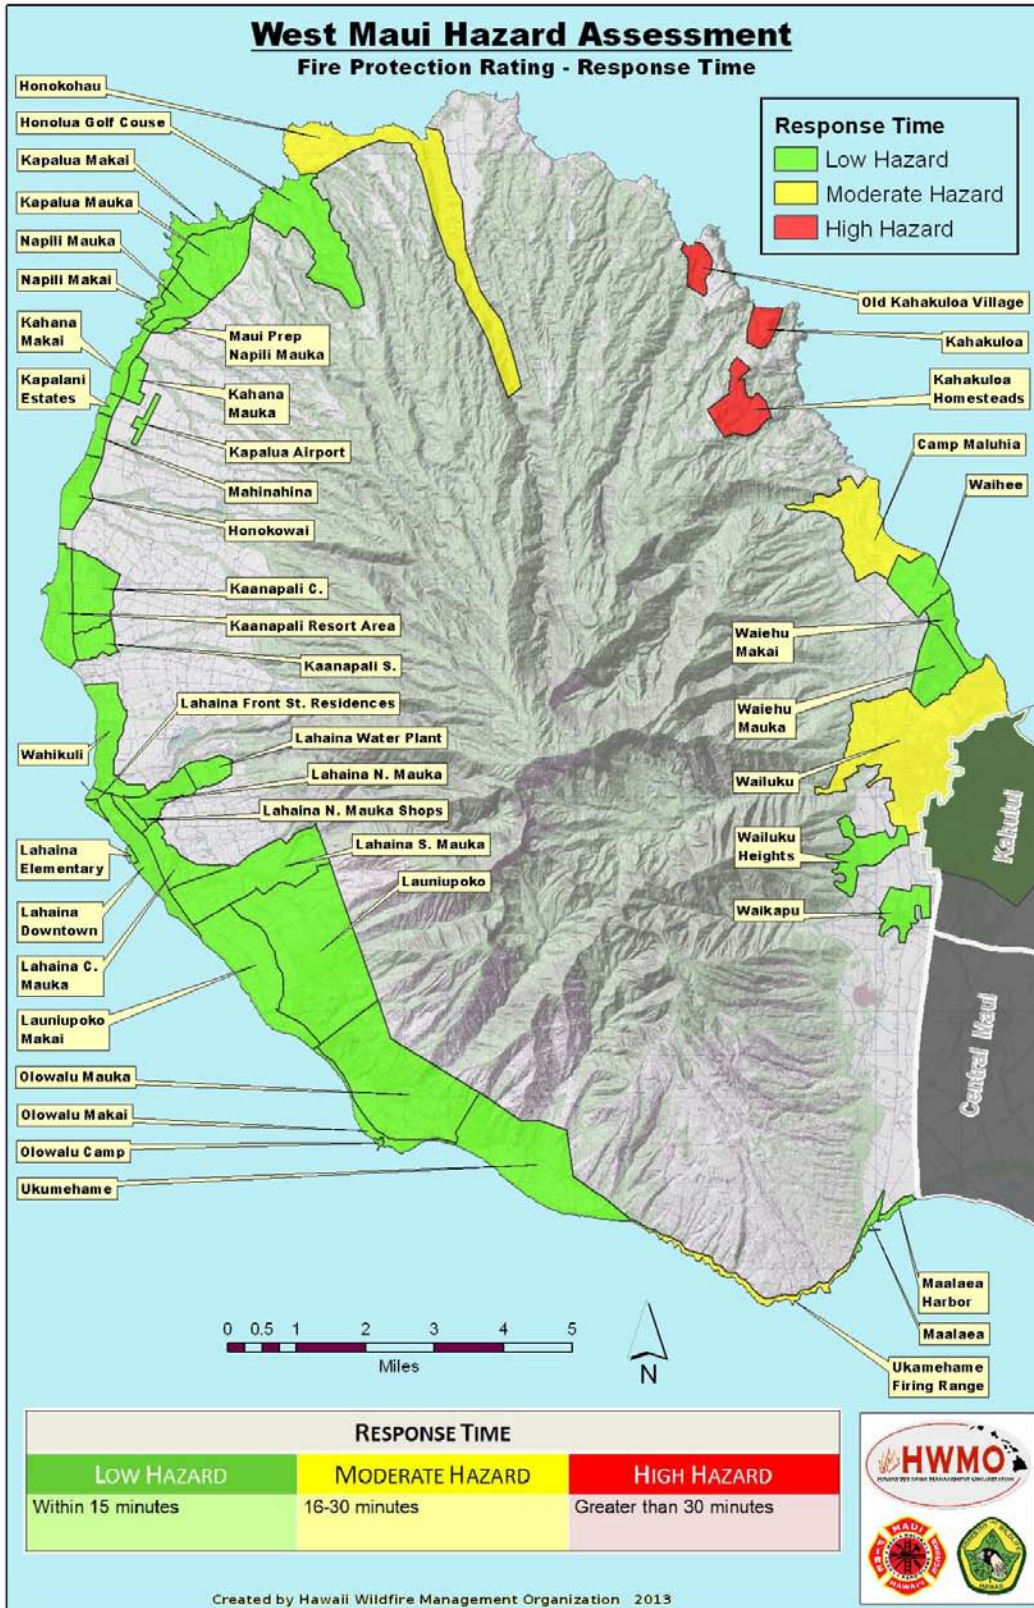 West Maui Hazard Assessment
Fire Protection Rating - Response Time
Honokohau
Honolua Golf Couse
Kapalua Makai
Kapalua Mauka
Napili Mauka
Napili Makai
Kahana
Makai
Kapalani
Estates
Maui Prep
Napili Mauka
Kahana
Mauka
Kapalua Airport
Mahinahina
Honokowai
Kaanapali C.
Kaanapali Resort Area
Kaanapali S.
Lahaina Front St. Residences
Wahikuli
Lahaina Water Plant
Lahaina N. Mauka
Lahaina N. Mauka Shops
Lahaina S. Mauka
Launiupoko
Lahaina
Elementary
Lahaina
Downtown
Lahaina C.
Mauka
Launiupoko
Makai
Olowalu Mauka
Olowalu Makai
Olowalu Camp
Ukumehame
Response Time
Low Hazard
Moderate Hazard
High Hazard
Old Kahakuloa Village
Kahakuloa
Kahakuloa
Homesteads
Camp Maluhia
Waihee
Waiehu
Makai
Waiehu
Mauka
Wailuku
Wailuku
Heights
Waikapu
Kahului
Central Maui
Maalaea
Harbor
Maalaea
Ukamehame
Firing Range
0 0.5 1 2 3 4 5
Miles
N
RESPONSE TIME
LOW HAZARD MODERATE HAZARD HIGH HAZARD
Within 15 minutes 16-30 minutes Greater than 30 minutes
HWMO
HAWAII WILDFIRE MANAGEMENT ORGANIZATION
MAUI
FIRE
HAWAII
Created by Hawaii Wildfire Management Organization 2013